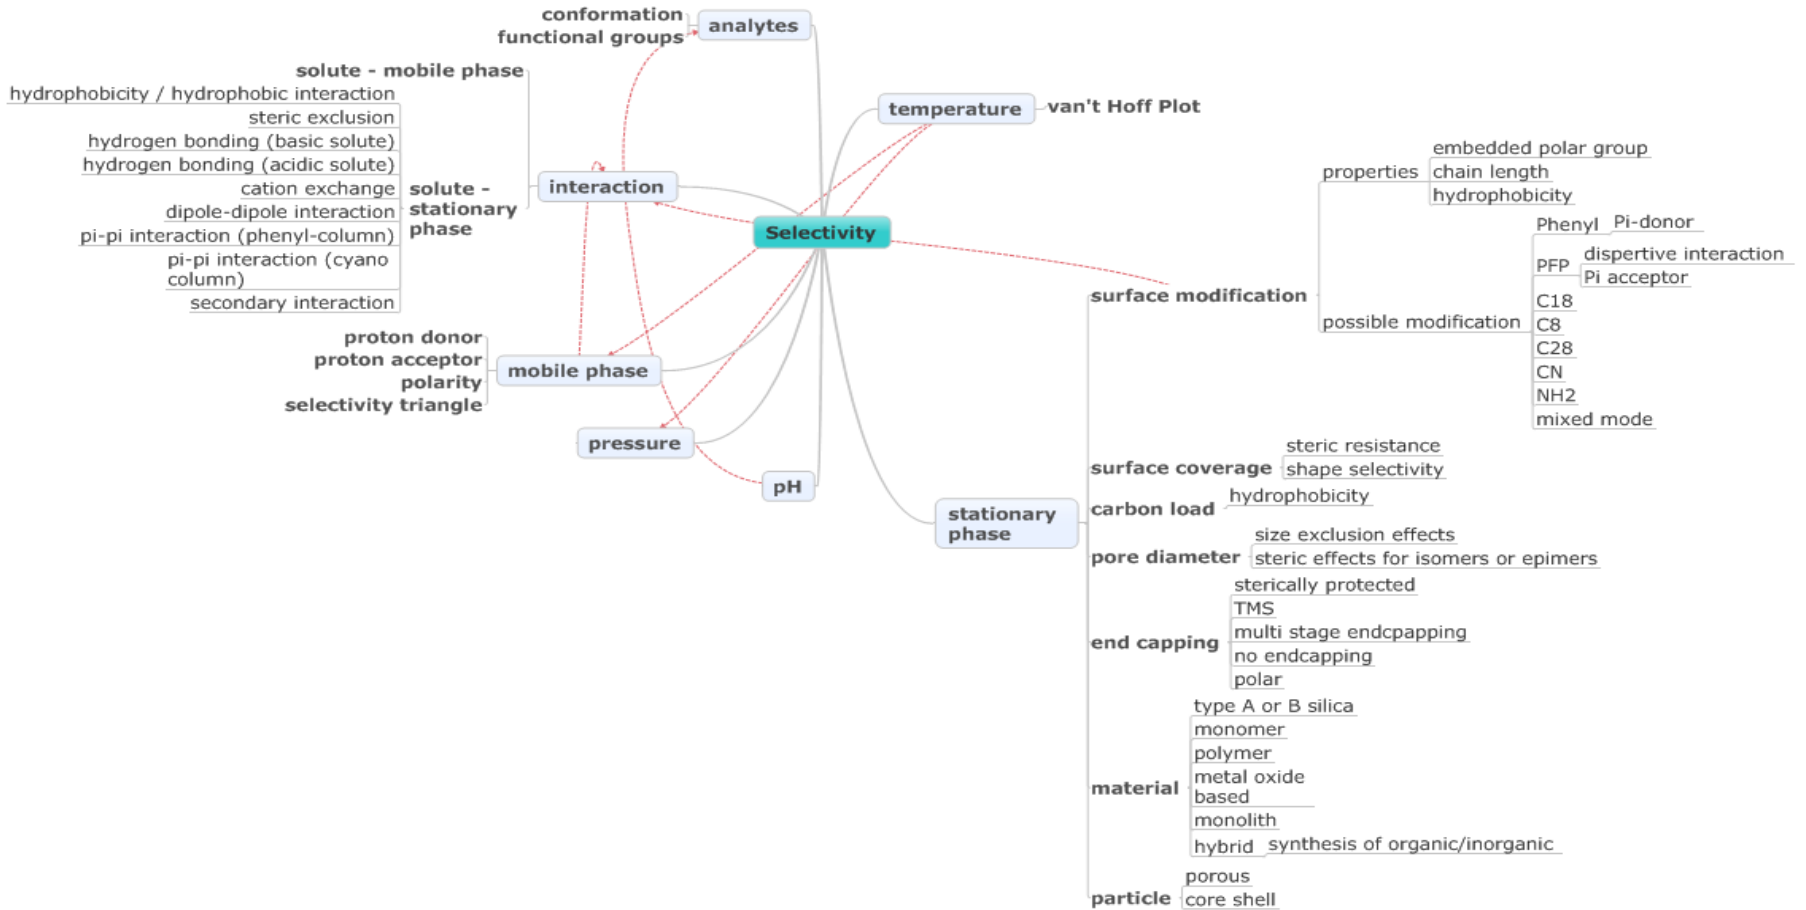 conformation
functional groups
analytes
solute - mobile phase
hydrophobicity / hydrophobic interaction
steric exclusion
hydrogen bonding (basic solute)
hydrogen bonding (acidic solute)
cation exchange
dipole-dipole interaction
pi-pi interaction (phenyl-column)
pi-pi interaction (cyano
column)
secondary interaction
solute -
stationary
phase
interaction
proton donor
proton acceptor
polarity
selectivity triangle
mobile phase
pressure
pH
Selectivity
temperature
van't Hoff Plot
stationary
phase
surface modification
properties
embedded polar group
chain length
hydrophobicity
possible modification
Phenyl
Pi-donor
PFP
dispertive interaction
Pi acceptor
C18
C8
C28
CN
NH2
mixed mode
surface coverage
steric resistance
shape selectivity
carbon load
hydrophobicity
pore diameter
size exclusion effects
steric effects for isomers or epimers
end capping
sterically protected
TMS
multi stage endcpapping
no endcapping
polar
material
type A or B silica
monomer
polymer
metal oxide
based
monolith
hybrid
synthesis of organic/inorganic
particle
porous
core shell